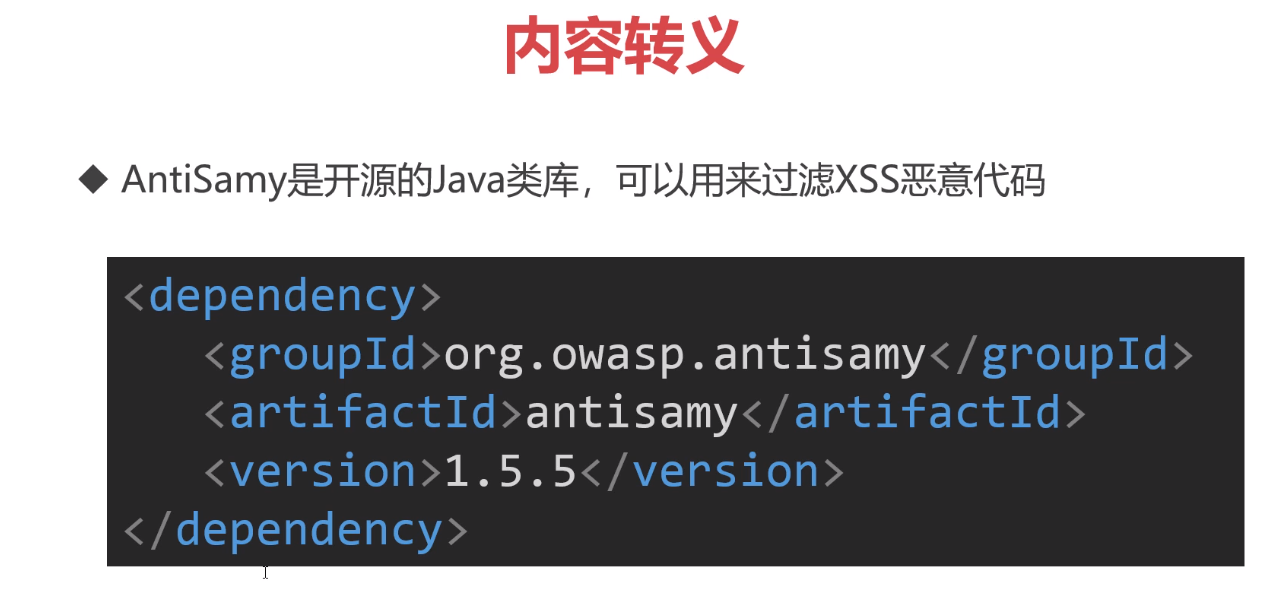 内容转义
◆ AntiSamy是开源的Java类库，可以用来过滤XSS恶意代码
<dependency>
<groupId>org.owasp.antisamy</groupId>
<artifactId>antisamy</artifactId>
<version>1.5.5</version>
</dependency>